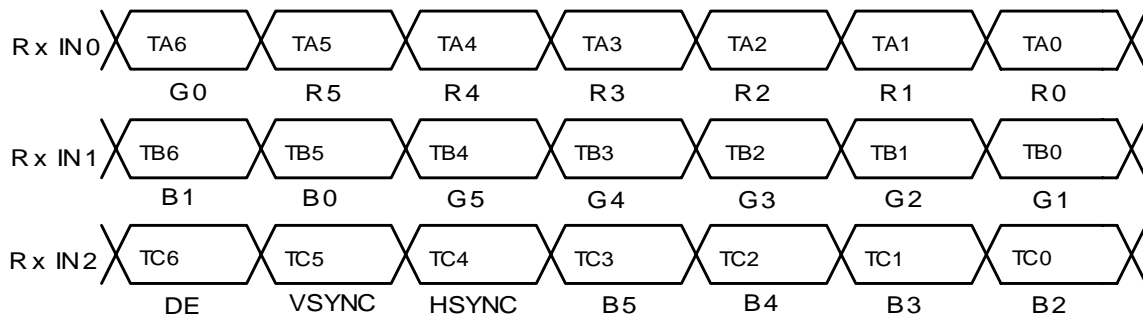 Rx IN0 TA6 TA5 TA4 TA3 TA2 TA1 TA0
G0 R5 R4 R3 R2 R1 R0
Rx IN1 TB6 TB5 TB4 TB3 TB2 TB1 TB0
B1 B0 G5 G4 G3 G2 G1
Rx IN2 TC6 TC5 TC4 TC3 TC2 TC1 TC0
DE VSYNC HSYNC B5 B4 B3 B2